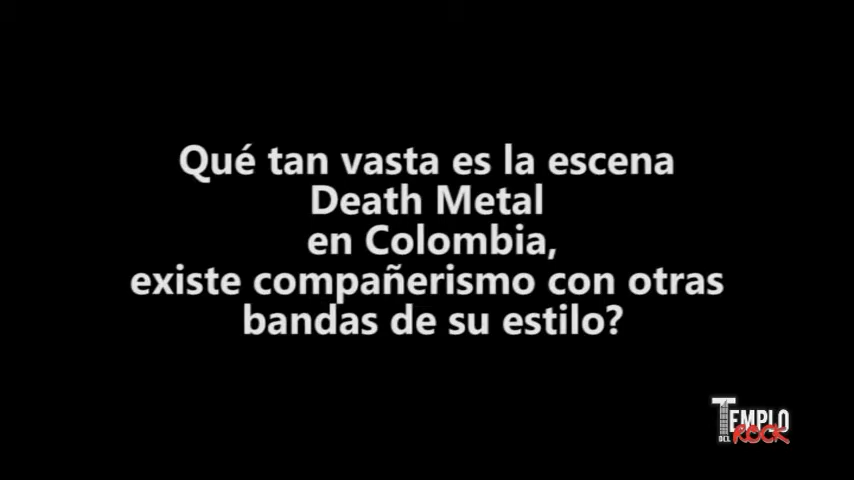 Qué tan vasta es la escena
Death Metal
en Colombia,
existe compañerismo con otras
bandas de su estilo?
TEMPLO
DEL ROCK